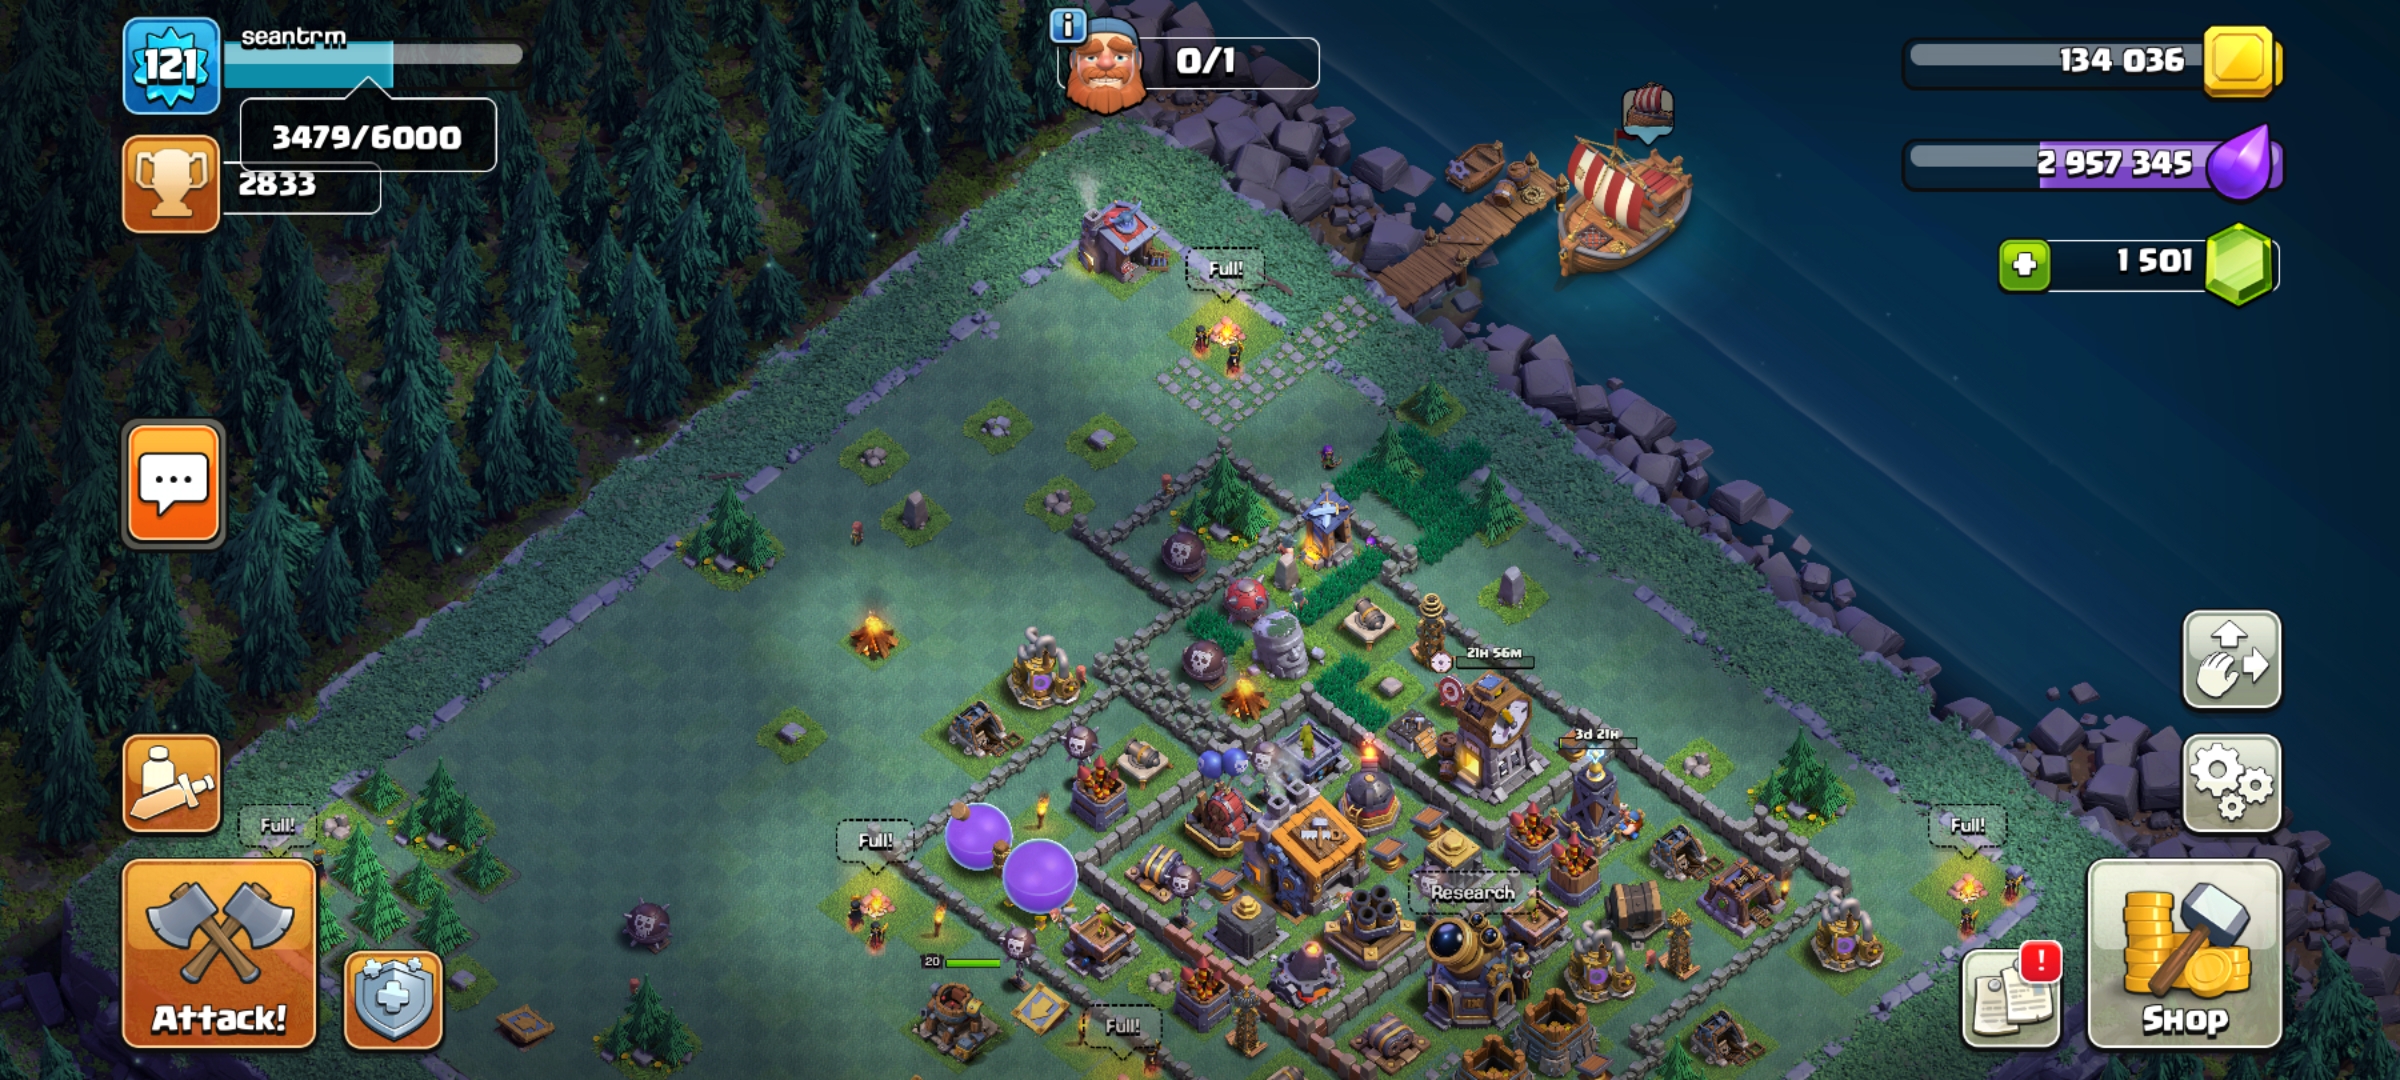 121
seantrm
3479/6000
2833
i
0/1
134 036
2 957 345
1 501
Full!
21H 56M
3d 21H
Full!
Full!
Full!
Research
20
Full!
Attack!
!
Shop